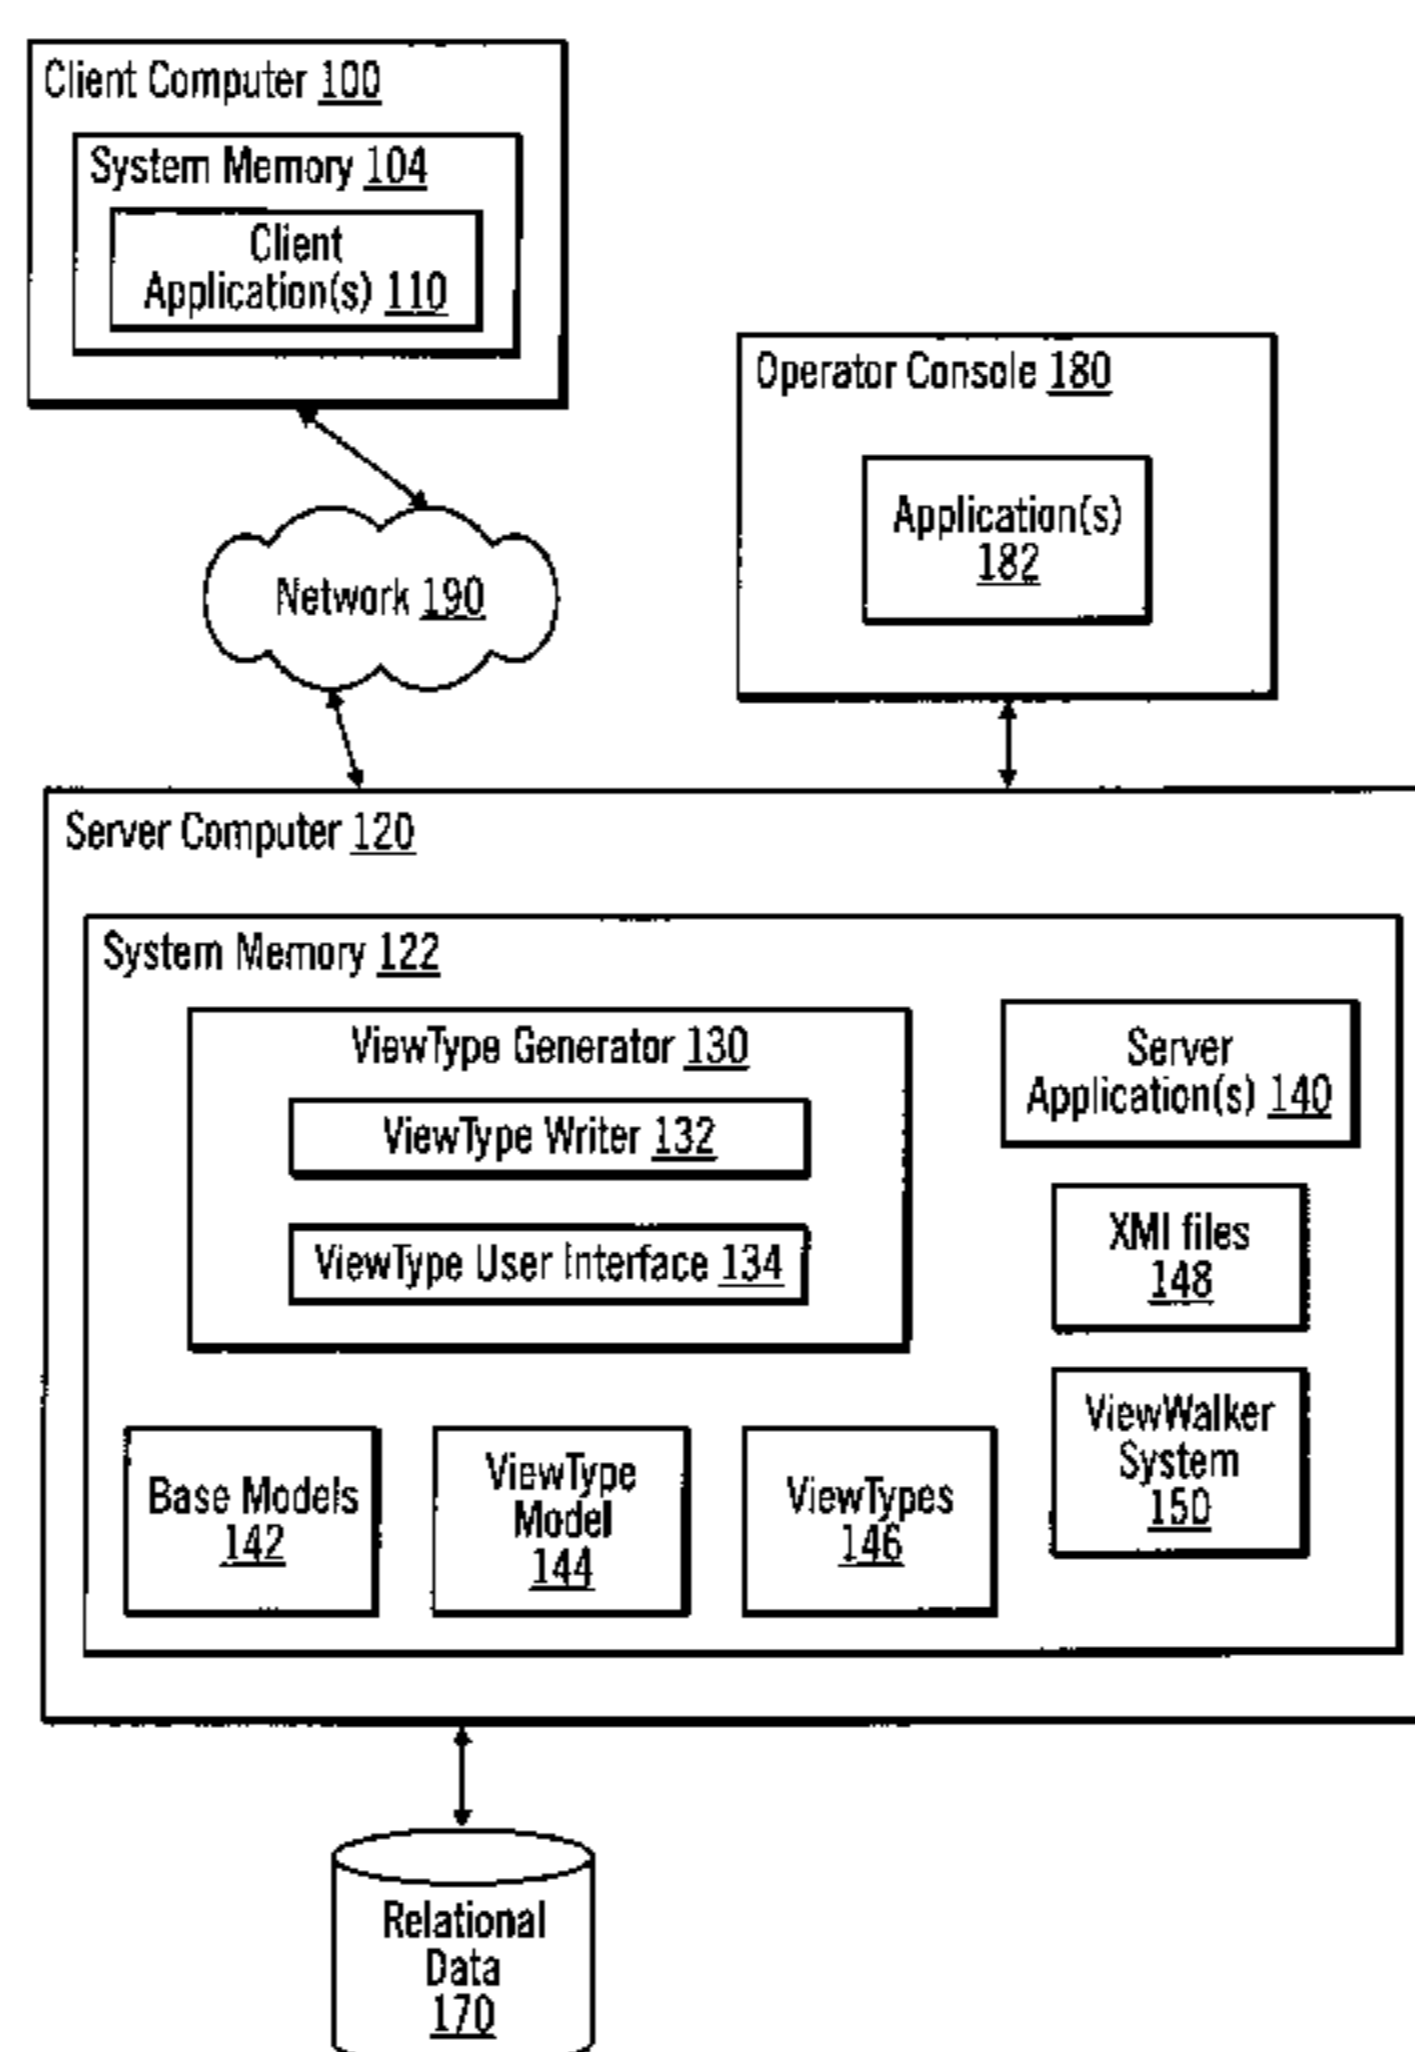 Client Computer 100
System Memory 104
Client
Application(s) 110
Operator Console 180
Application(s)
182
Network 190
Server Computer 120
System Memory 122
ViewType Generator 130
ViewType Writer 132
ViewType User Interface 134
Server
Application(s) 140
XMI files
148
ViewWalker
System
150
Base Models
142
ViewType
Model
144
ViewTypes
146
Relational
Data
170